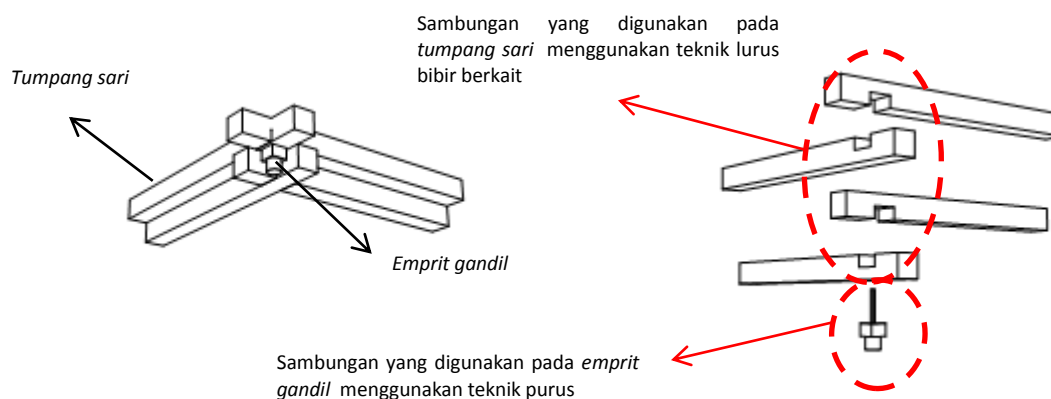 Sambungan yang digunakan pada
tumpang sari menggunakan teknik lurus
bibir berkait
Tumpang sari
Emprit gandil
Sambungan yang digunakan pada emprit
gandil menggunakan teknik purus